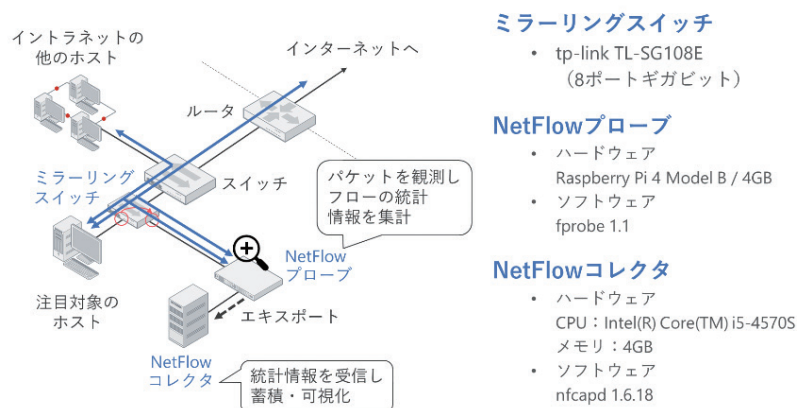 イントラネットの
他のホスト
インターネットへ
ルータ
ミラーリング
スイッチ
スイッチ
パケットを観測し
フローの統計
情報を集計
NetFlow
プローブ
注目対象の
ホスト
エキスポート
NetFlow
コレクタ
統計情報を受信し
蓄積・可視化
ミラーリングスイッチ
• tp-link TL-SG108E
（8ポートギガビット）
NetFlowプローブ
• ハードウェア
Raspberry Pi 4 Model B / 4GB
• ソフトウェア
fprobe 1.1
NetFlowコレクタ
• ハードウェア
CPU：Intel(R) Core(TM) i5-4570S
メモリ：4GB
• ソフトウェア
nfcapd 1.6.18